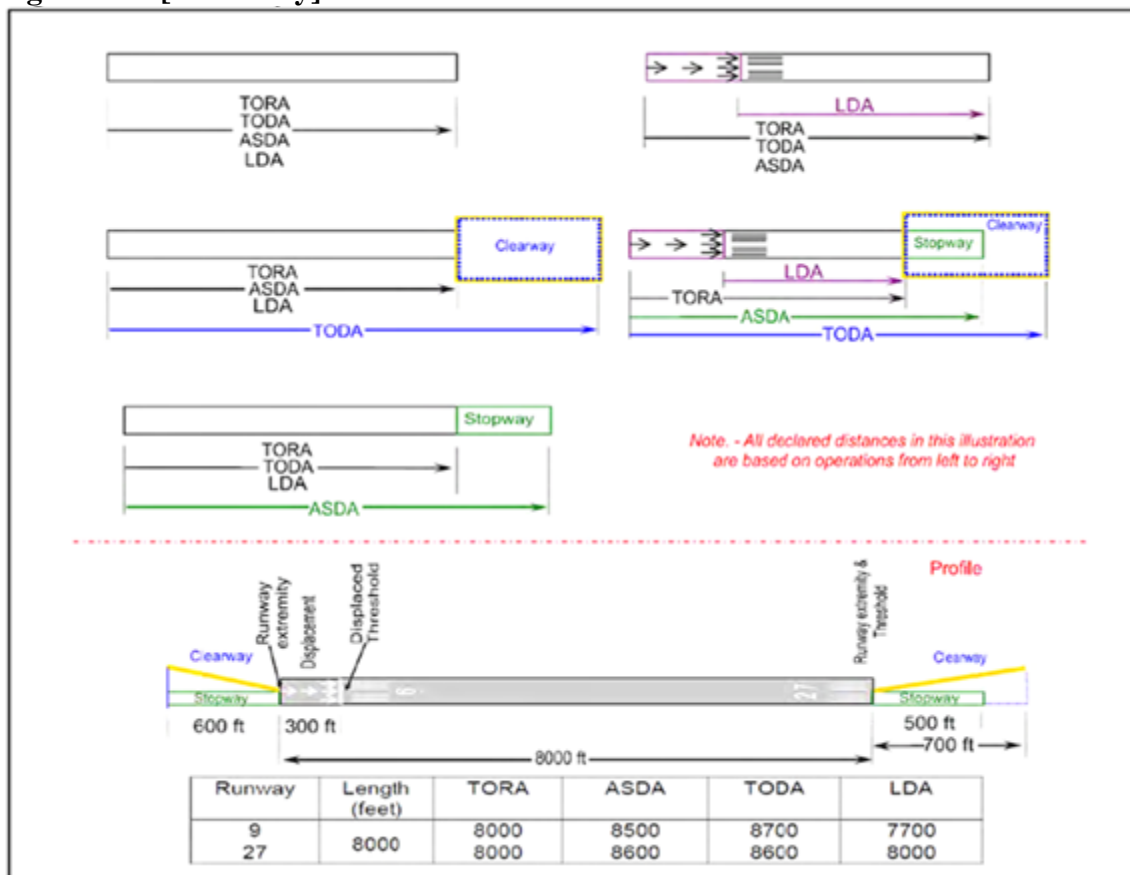 TORA
TODA
ASDA
LDA
LDA
TORA
TODA
ASDA
Clearway
TORA
ASDA
LDA
TODA
Clearway
Stopway
LDA
TORA
ASDA
TODA
Stopway
TORA
TODA
LDA
ASDA
Note. - All declared distances in this illustration
are based on operations from left to right
Profile
Runway
extremity
Displacement
Displaced
Threshold
Runway extremity &
Threshold
Clearway
Stopway
27
Cearway
Stopway
600 ft
300 ft
500 ft
700 ft
8000 ft
Runway Length (feet) TORA ASDA TODA LDA
9 8000 8000 8500 8700 7700
27 8000 8600 8600 8000